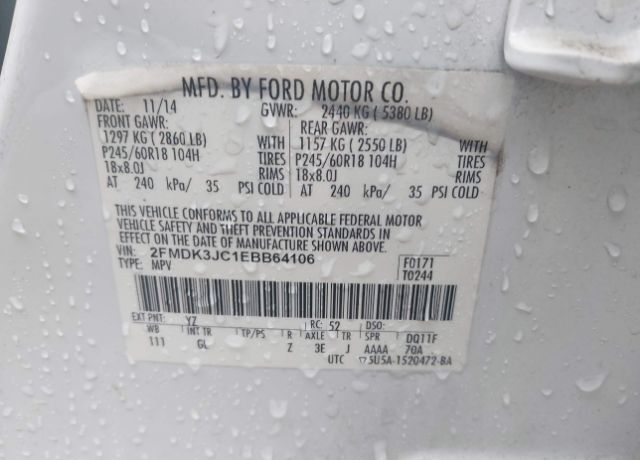 MFD. BY FORD MOTOR CO.
DATE: 11/14 GVWR: 2440 KG ( 5380 LB)
FRONT GAWR: REAR GAWR:
1297 KG ( 2860 LB) WITH 1157 KG ( 2550 LB) WITH
P245/60R18 104H TIRES P245/60R18 104H TIRES
18x8.0J RIMS 18x8.0J RIMS
AT 240 kPa/ 35 PSI COLD AT 240 kPa/ 35 PSI COLD
THIS VEHICLE CONFORMS TO ALL APPLICABLE FEDERAL MOTOR
VEHICLE SAFETY AND THEFT PREVENTION STANDARDS IN
EFFECT ON THE DATE OF MANUFACTURE SHOWN ABOVE.
VIN: 2FMDK3JC1EBB64106 F0171
TYPE: MPV T0244
EXT PNT: YZ RC: 52 DSO:
WB INT TR TP/PS R AXLE TR SPR DQ11F
111 GL Z 3E J AAAA 70A
UTC ▽5U5A-1520472-BA